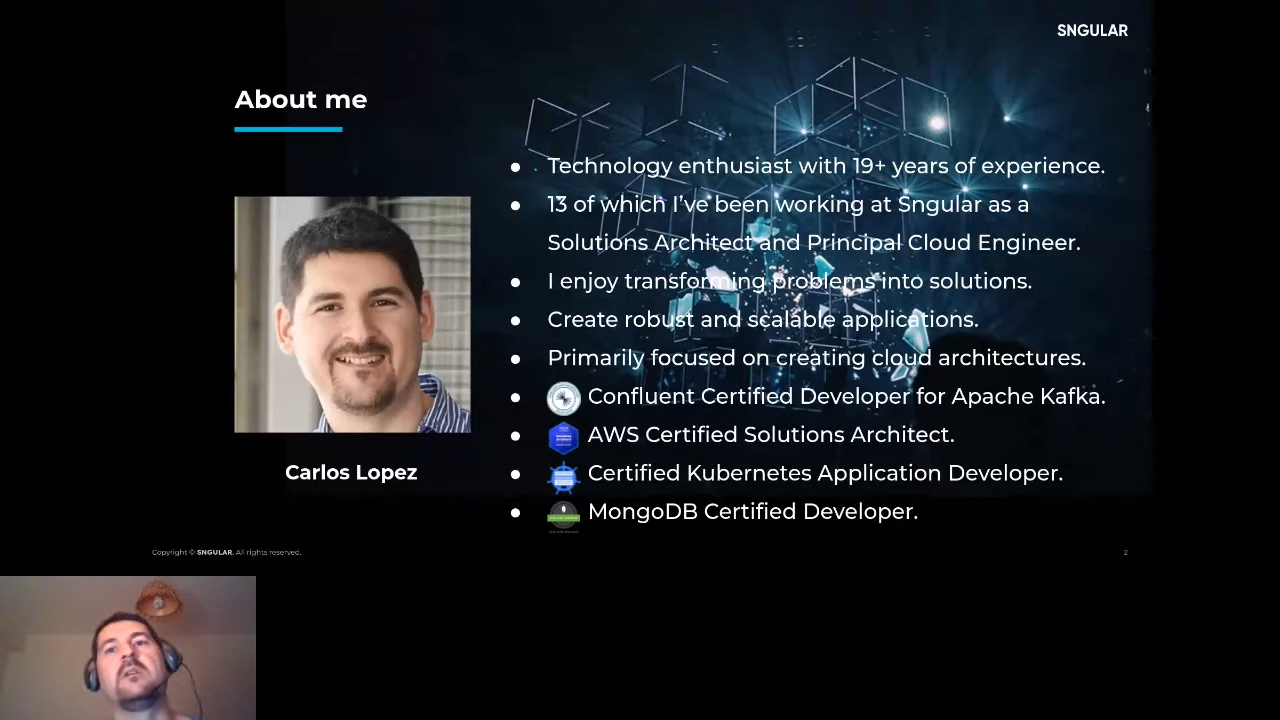 SNGULAR
About me
Technology enthusiast with 19+ years of experience.
13 of which I've been working at Sngular as a
Solutions Architect and Principal Cloud Engineer.
I enjoy transforming problems into solutions.
Create robust and scalable applications.
Primarily focused on creating cloud architectures.
Confluent Certified Developer for Apache Kafka.
AWS Certified Solutions Architect.
Certified Kubernetes Application Developer.
MongoDB Certified Developer.
Carlos Lopez
Copyright © SNGULAR. All rights reserved.
2